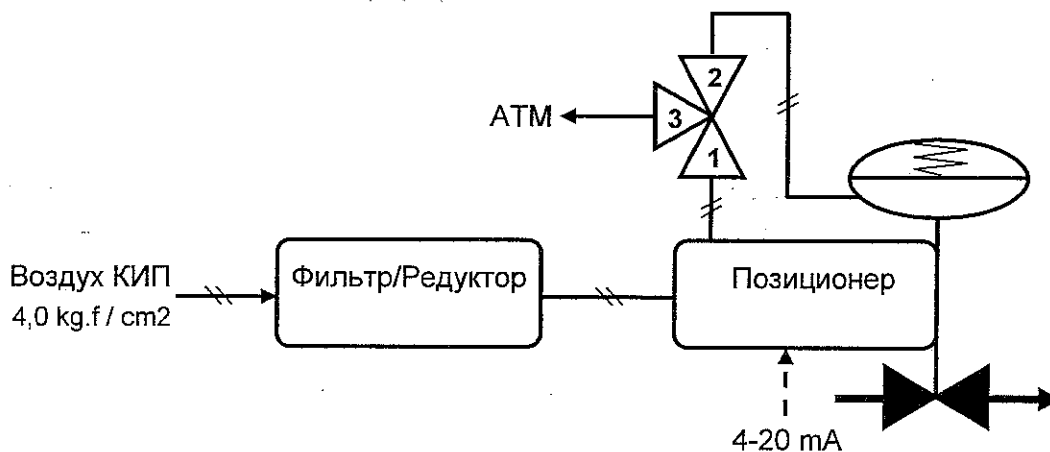 2
АТМ
3
1
Воздух КИП
4,0 kg.f / cm2
Фильтр/Редуктор
Позиционер
4-20 mA